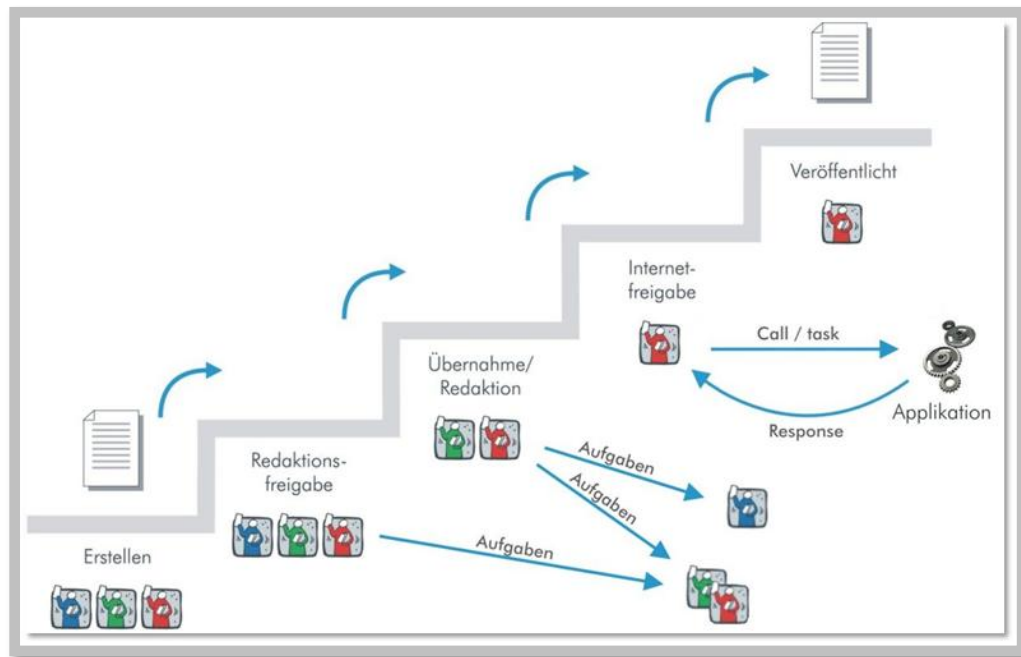 Veröffentlicht
Internet-
freigabe
Call / task
Applikation
Response
Übernahme/
Redaktion
Aufgaben
Aufgaben
Redaktions-
freigabe
Aufgaben
Erstellen